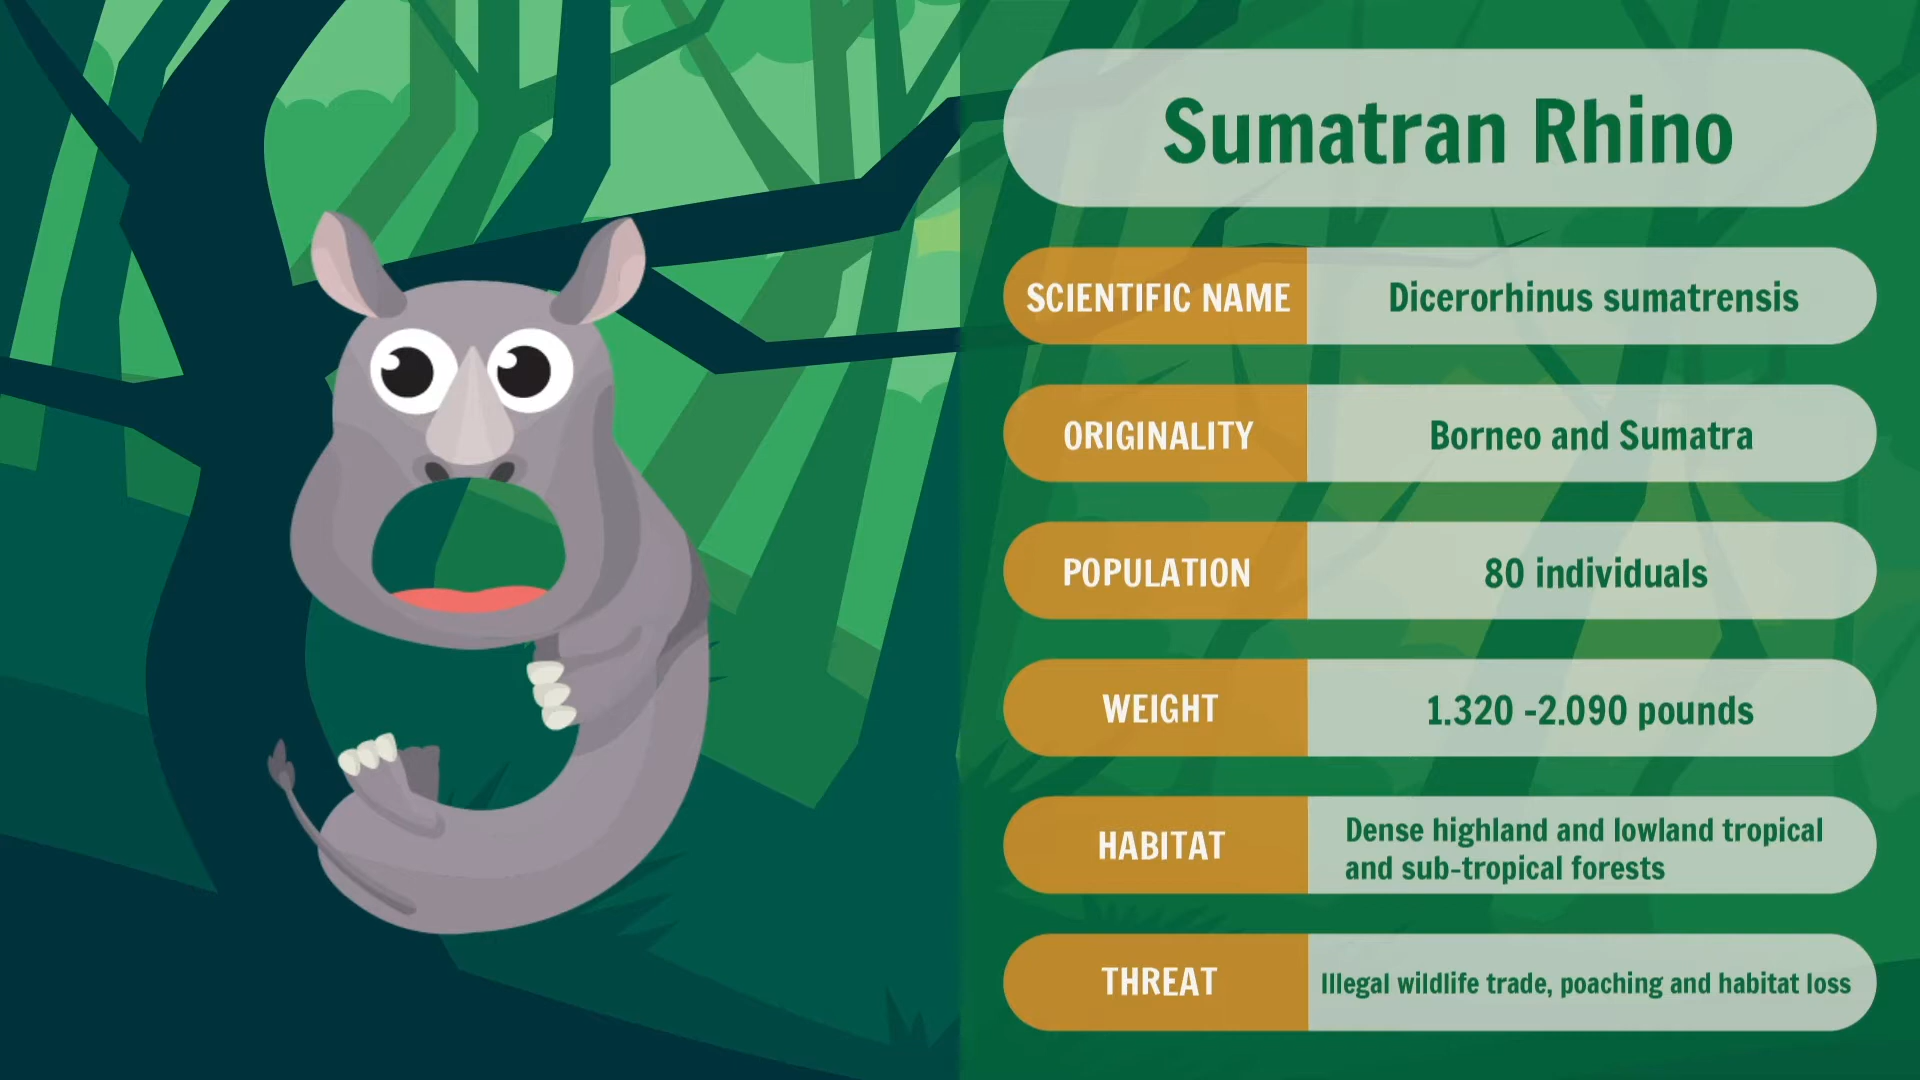 Sumatran Rhino
SCIENTIFIC NAME
Dicerorhinus sumatrensis
ORIGINALITY
Borneo and Sumatra
POPULATION
80 individuals
WEIGHT
1.320 -2.090 pounds
HABITAT
Dense highland and lowland tropical
and sub-tropical forests
THREAT
Illegal wildlife trade, poaching and habitat loss